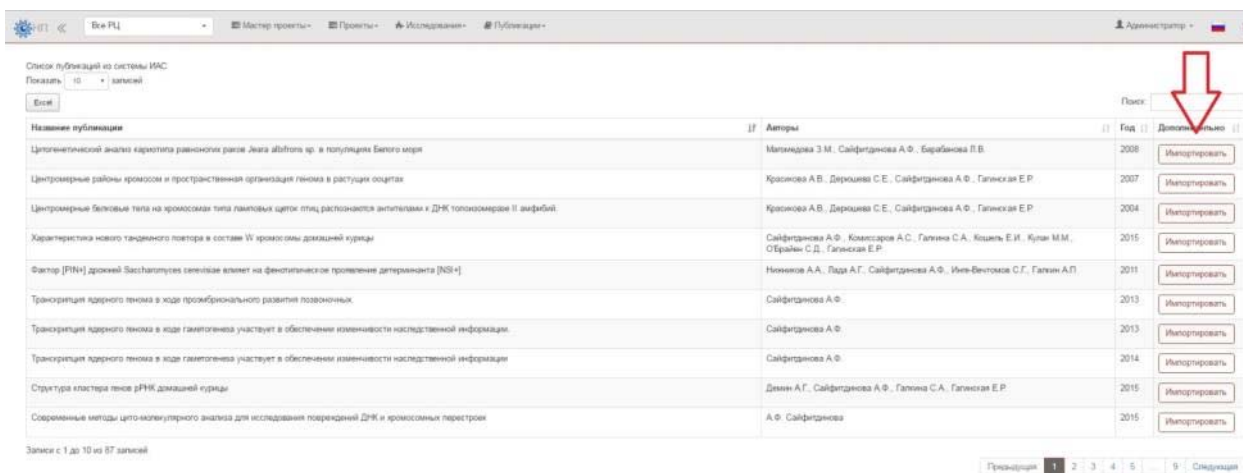 НП «
Все РЦ
Мастер проекты
Проекты
Исследования
Публикации
Администратор
Список публикаций из системы ИАС
Показать 10 записей
Excel
Поиск:
Название публикации Авторы Год Дополнительно
Цитогенетический анализ кариотипа равноногих раков Jeara albifrons sp. в популяциях Белого моря Магомедова З.М., Сайфитдинова А.Ф., Барабанова Л.В. 2008 Импортировать
Центромерные районы хромосом и пространственная организация генома в растущих ооцитах Красикова А.В., Дерюшева С.Е., Сайфитдинова А.Ф., Гагинская Е.Р. 2007 Импортировать
Центромерные белковые тела на хромосомах типа ламповых щеток птиц распознаются антителами к ДНК топоизомеразе II амфибий. Красикова А.В., Дерюшева С.Е., Сайфитдинова А.Ф., Гагинская Е.Р. 2004 Импортировать
Характеристика нового тандемного повтора в составе W хромосомы домашней курицы Сайфитдинова А.Ф., Комиссаров А.С., Галкина С.А., Кошель Е.И., Кулак М.М.,
О'Брайен С.Д., Гагинская Е.Р. 2015 Импортировать
Фактор [PIN+] дрожжей Saccharomyces cerevisiae влияет на фенотипическое проявление детерминанта [NSI+] Нижников А.А., Лада А.Г., Сайфитдинова А.Ф., Инге-Вечтомов С.Г., Галкин А.П. 2011 Импортировать
Транскрипция ядерного генома в ходе проэмбрионального развития позвоночных. Сайфитдинова А.Ф. 2013 Импортировать
Транскрипция ядерного генома в ходе гаметогенеза участвует в обеспечении изменчивости наследственной информации. Сайфитдинова А.Ф. 2013 Импортировать
Транскрипция ядерного генома в ходе гаметогенеза участвует в обеспечении изменчивости наследственной информации Сайфитдинова А.Ф. 2014 Импортировать
Структура кластера генов рРНК домашней курицы Демин А.Г., Сайфитдинова А.Ф., Галкина С.А., Гагинская Е.Р. 2015 Импортировать
Современные методы цито-молекулярного анализа для исследования повреждений ДНК и хромосомных перестроек А.Ф. Сайфитдинова 2015 Импортировать
Записи с 1 до 10 из 87 записей
Предыдущая 1 2 3 4 5 ... 9 Следующая